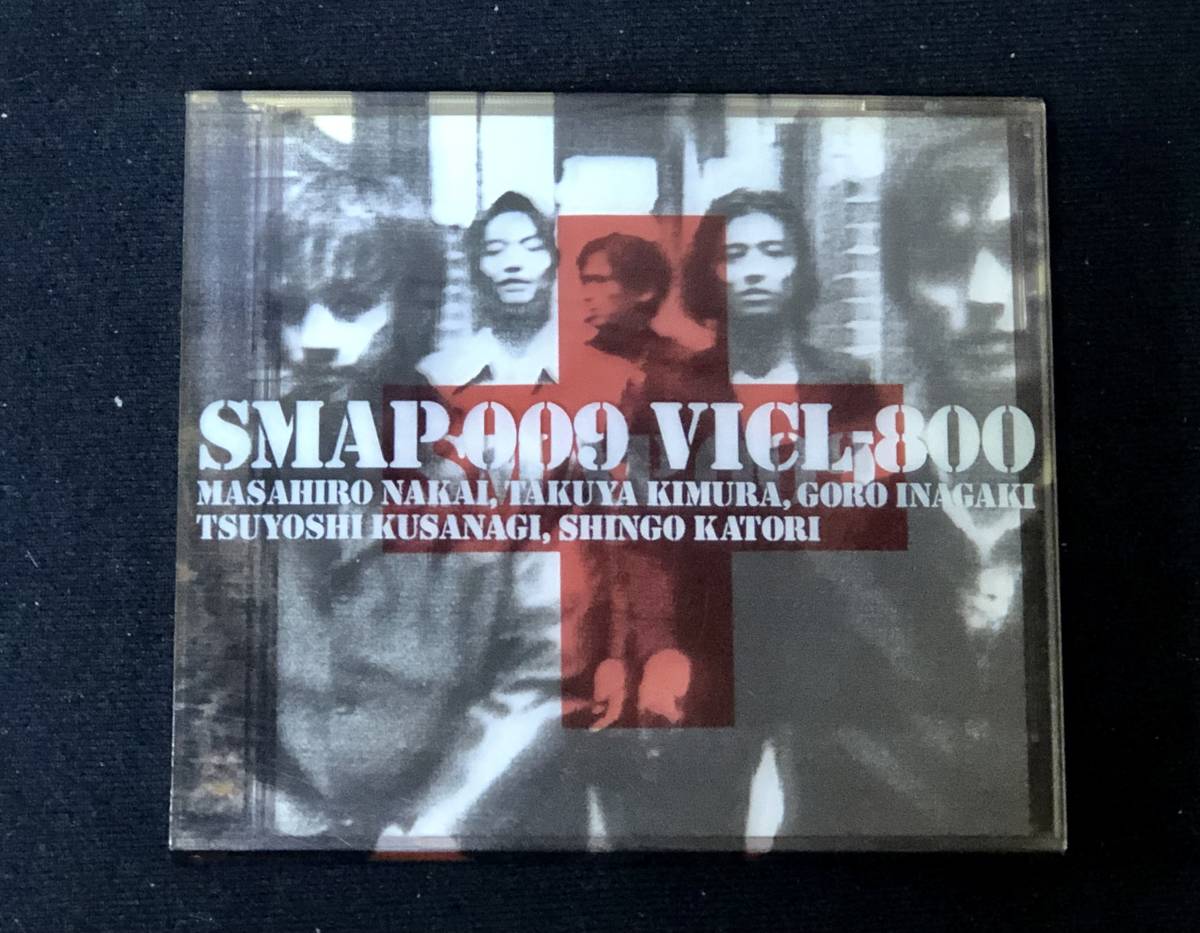 SMAP 009 VICL-800
MASAHIRO NAKAI, TAKUYA KIMURA, GORO INAGAKI
TSUYOSHI KUSANAGI, SHINGO KATORI